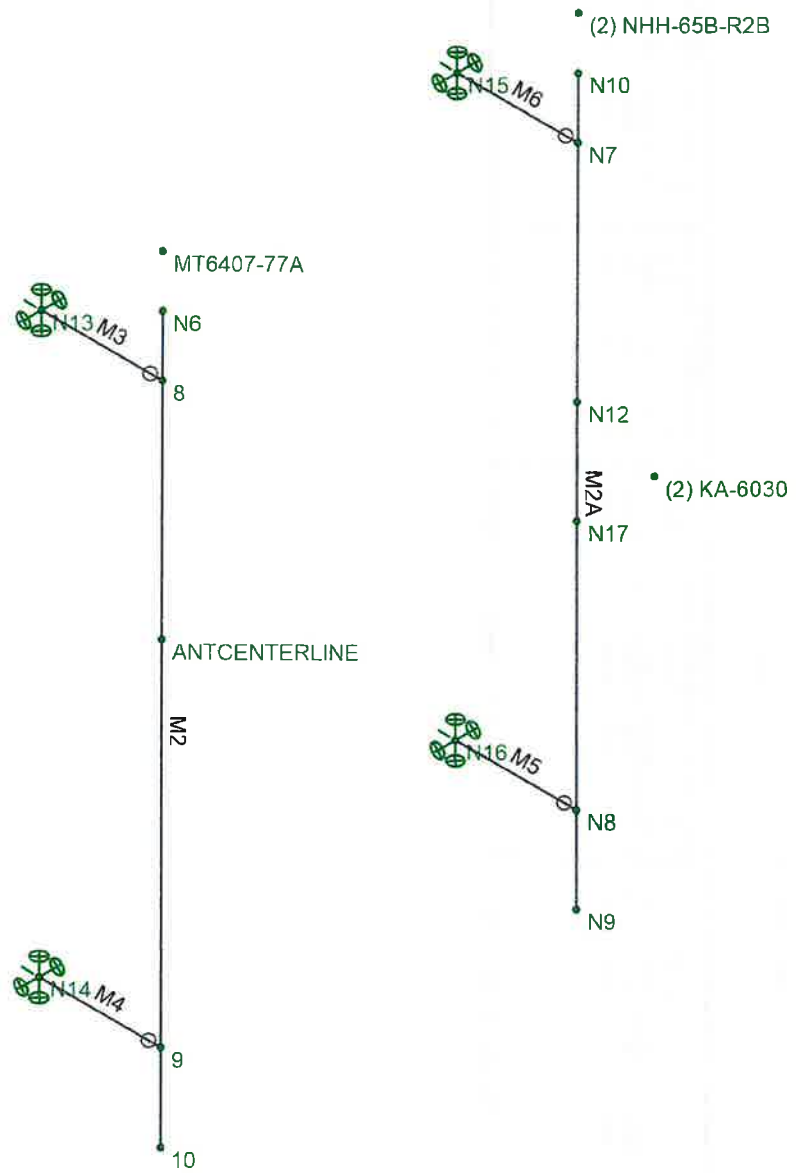 (2) NHH-65B-R2B
N15 M6
N10
N7
MT6407-77A
N13 M3
N6
8
N12
(2) KA-6030
M2A
N17
ANTCENTERLINE
M2
N16 M5
N8
N9
N14 M4
9
10